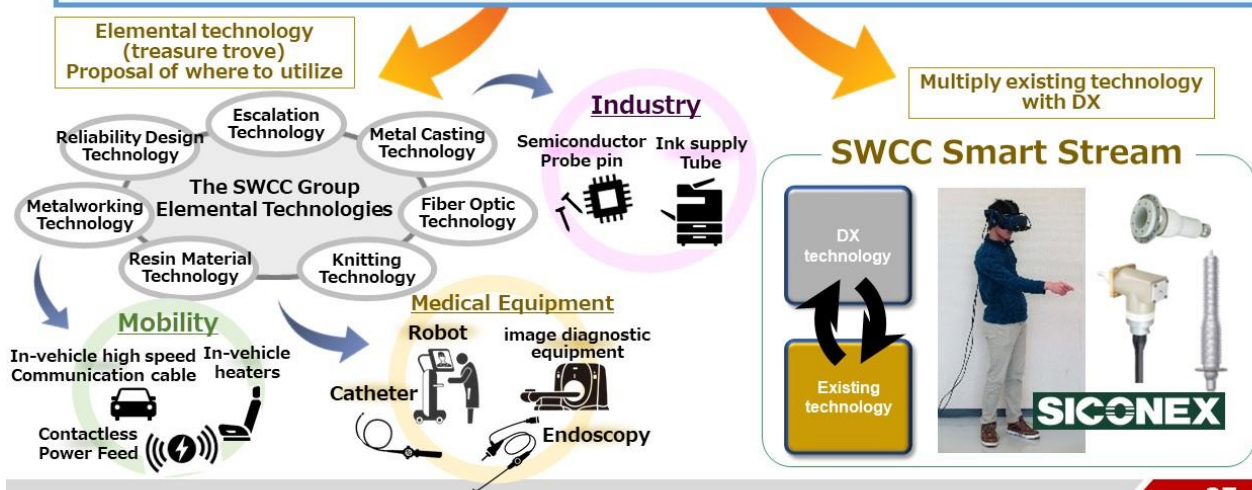 Elemental technology
(treasure trove)
Proposal of where to utilize
Multiply existing technology
with DX
Escalation
Technology
Reliability Design
Technology
Metal Casting
Technology
The SWCC Group
Elemental Technologies
Metalworking
Technology
Fiber Optic
Technology
Resin Material
Technology
Knitting
Technology
Industry
Semiconductor
Probe pin
Ink supply
Tube
Mobility
In-vehicle high speed
Communication cable
In-vehicle
heaters
Contactless
Power Feed
Medical Equipment
Robot
image diagnostic
equipment
Catheter
Endoscopy
SWCC Smart Stream
DX
technology
Existing
technology
SICONEX